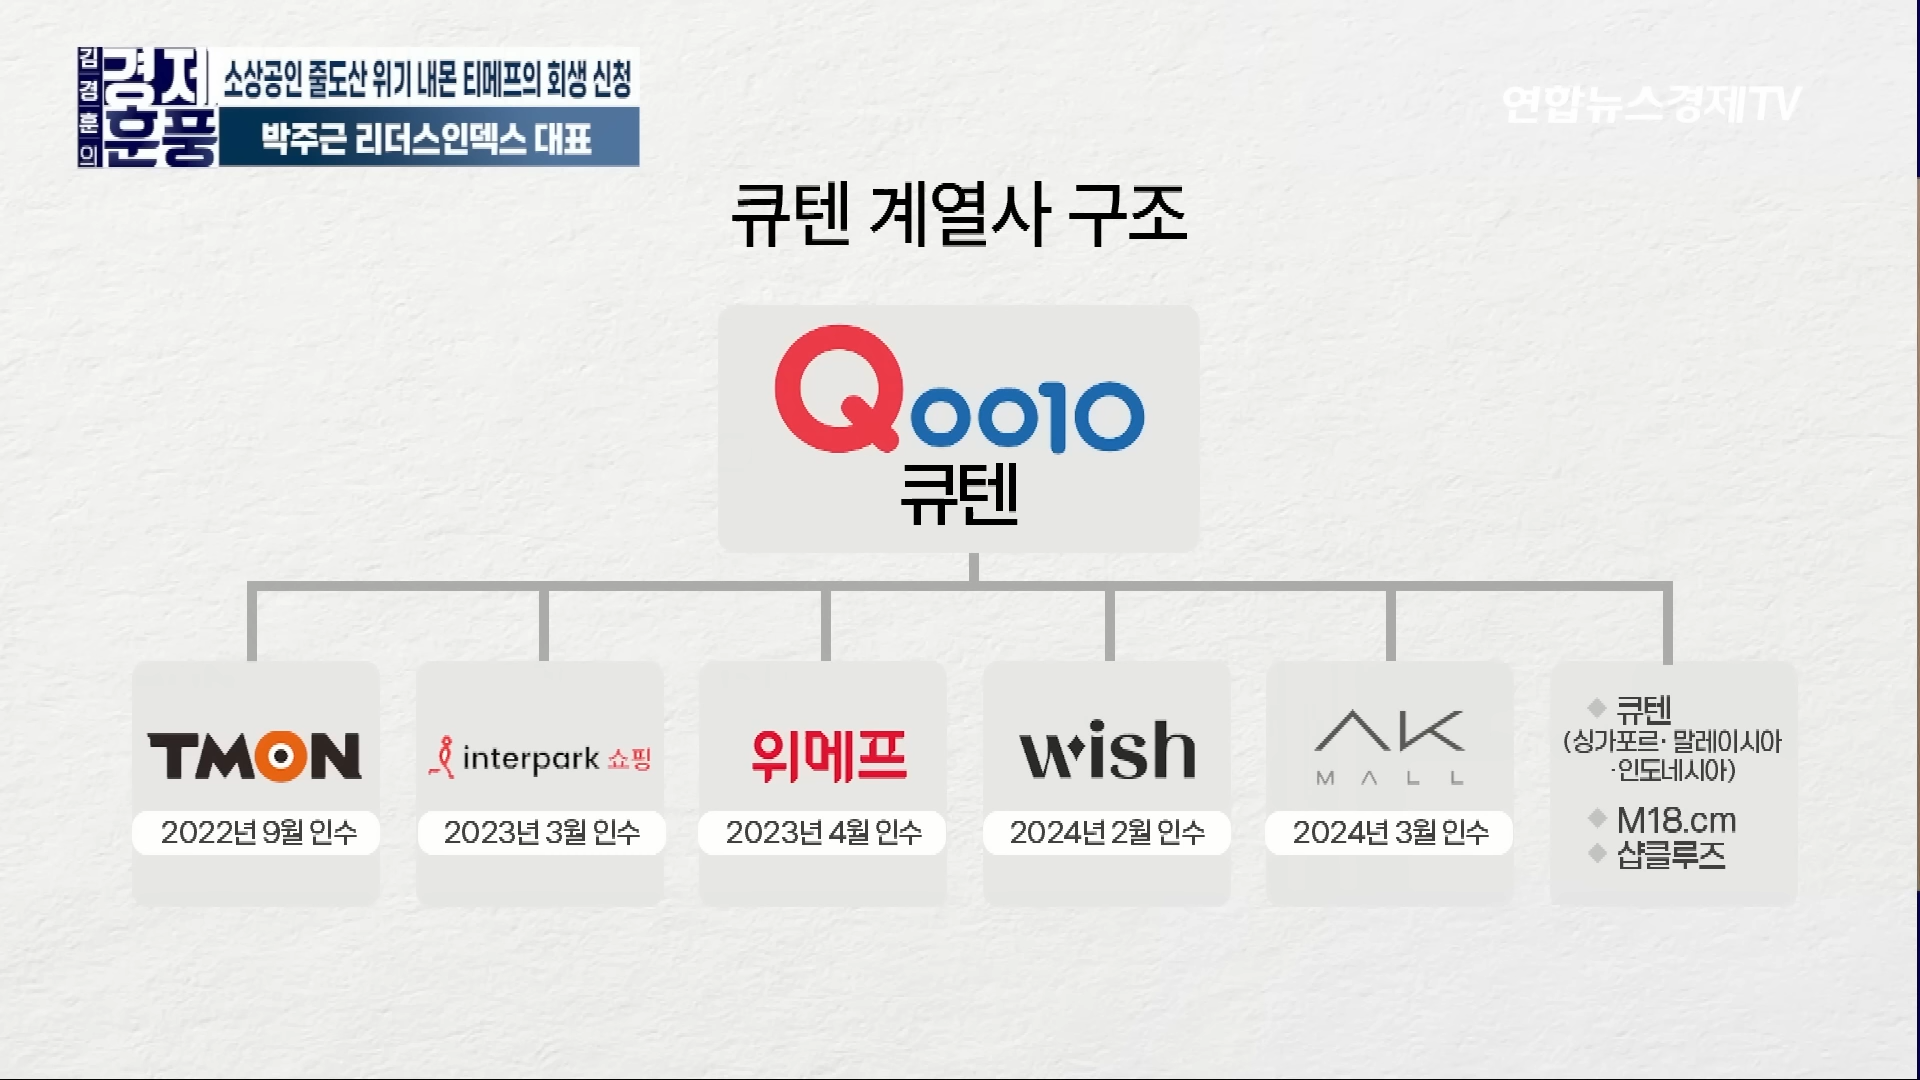 김경훈의
경제
훈풍
소상공인 줄도산 위기 내몬 티메프의 회생 신청
박주근 리더스인덱스 대표
연합뉴스경제TV
큐텐 계열사 구조
Qoo10
큐텐
TMON
2022년 9월 인수
interpark 쇼핑
2023년 3월 인수
위메프
2023년 4월 인수
wish
2024년 2월 인수
AK
MALL
2024년 3월 인수
큐텐
(싱가포르· 말레이시아
·인도네시아)
M18.cm
샵클루즈